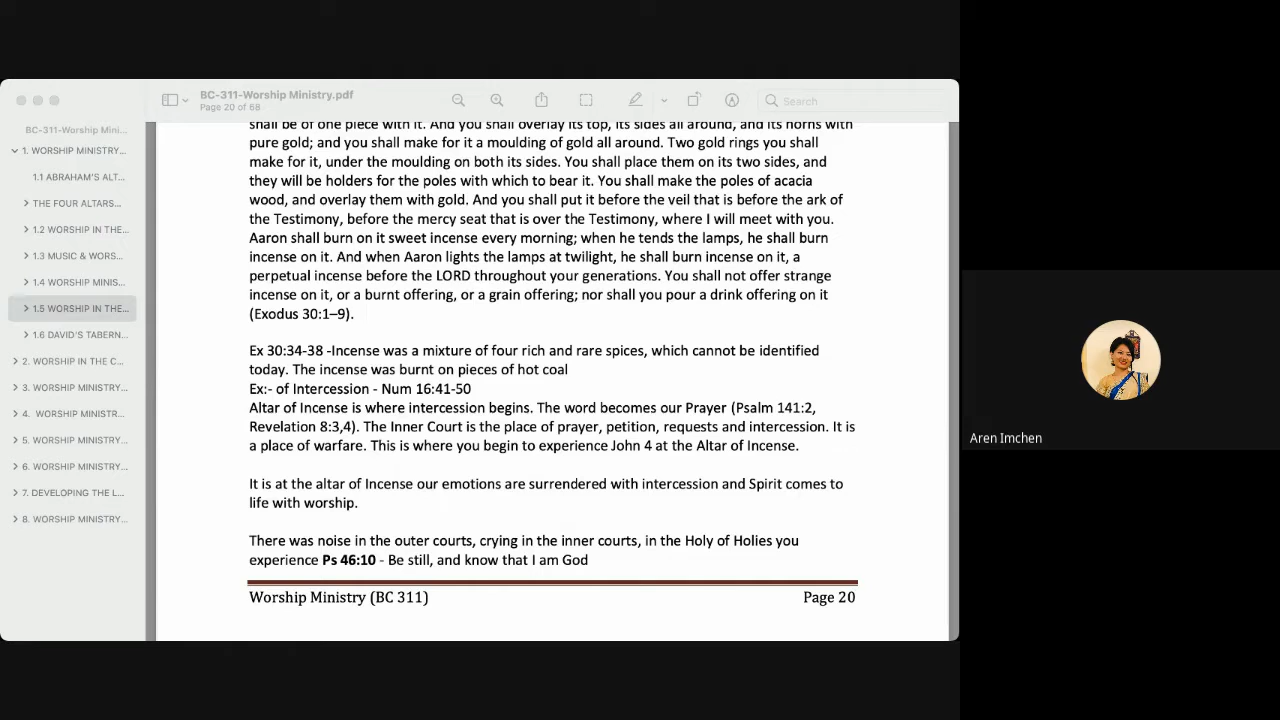 BC-311-Worship Ministry.pdf
Page 20 of 68
Search
BC-311-Worship Mini...
1. WORSHIP MINISTRY...
1.1 ABRAHAM'S ALT...
THE FOUR ALTARS...
1.2 WORSHIP IN THE...
1.3 MUSIC & WORS...
1.4 WORSHIP MINIS...
1.5 WORSHIP IN THE...
1.6 DAVID'S TABERN...
2. WORSHIP IN THE C...
3. WORSHIP MINISTRY...
4. WORSHIP MINISTR...
5. WORSHIP MINISTRY...
6. WORSHIP MINISTRY...
7. DEVELOPING THE L...
8. WORSHIP MINISTRY...
shall be of one piece with it. And you shall overlay its top, its sides all around, and its horns with
pure gold; and you shall make for it a moulding of gold all around. Two gold rings you shall
make for it, under the moulding on both its sides. You shall place them on its two sides, and
they will be holders for the poles with which to bear it. You shall make the poles of acacia
wood, and overlay them with gold. And you shall put it before the veil that is before the ark of
the Testimony, before the mercy seat that is over the Testimony, where I will meet with you.
Aaron shall burn on it sweet incense every morning; when he tends the lamps, he shall burn
incense on it. And when Aaron lights the lamps at twilight, he shall burn incense on it, a
perpetual incense before the LORD throughout your generations. You shall not offer strange
incense on it, or a burnt offering, or a grain offering; nor shall you pour a drink offering on it
(Exodus 30:1–9).
Ex 30:34-38 -Incense was a mixture of four rich and rare spices, which cannot be identified
today. The incense was burnt on pieces of hot coal
Ex:- of Intercession - Num 16:41-50
Altar of Incense is where intercession begins. The word becomes our Prayer (Psalm 141:2,
Revelation 8:3,4). The Inner Court is the place of prayer, petition, requests and intercession. It is
a place of warfare. This is where you begin to experience John 4 at the Altar of Incense.
It is at the altar of Incense our emotions are surrendered with intercession and Spirit comes to
life with worship.
There was noise in the outer courts, crying in the inner courts, in the Holy of Holies you
experience Ps 46:10 - Be still, and know that I am God
Worship Ministry (BC 311)
Page 20
Aren Imchen